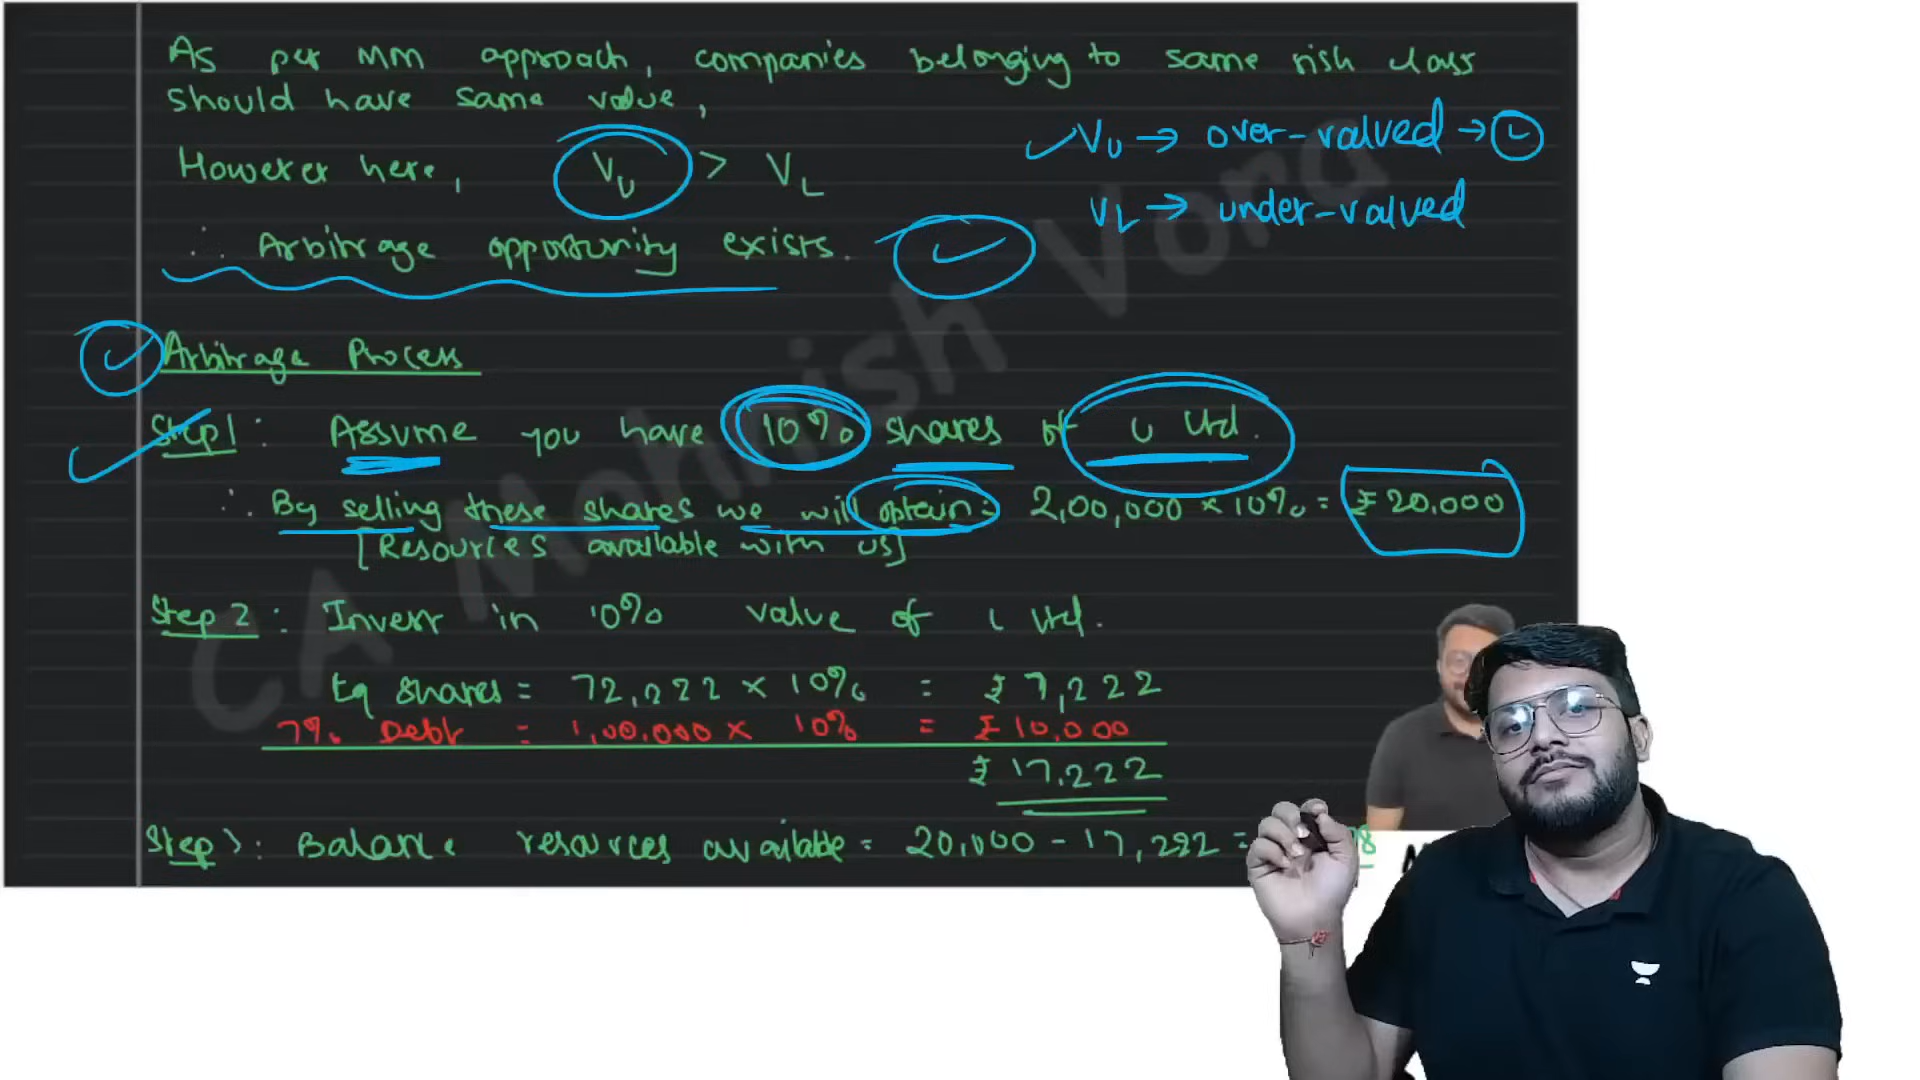 As per MM approach, companies belonging to same risk class
should have same value,
However here, VU > VL
VU → over-valued →
VL → under-valued
∴ Arbitrage opportunity exists.
Arbitrage Process
Step 1: Assume you have 10% shares of U Ltd.
∴ By selling these shares we will obtain: 2,00,000 × 10% = ₹ 20,000
[Resources available with us]
Step 2: Invest in 10% value of L Ltd.
Eq shares = 72,222 × 10% = ₹ 7,222
7% Debt = 1,00,000 × 10% = ₹ 10,000
₹ 17,222
Step 3: Balance resources available = 20,000 - 17,222 =
CA Mohnish Vora